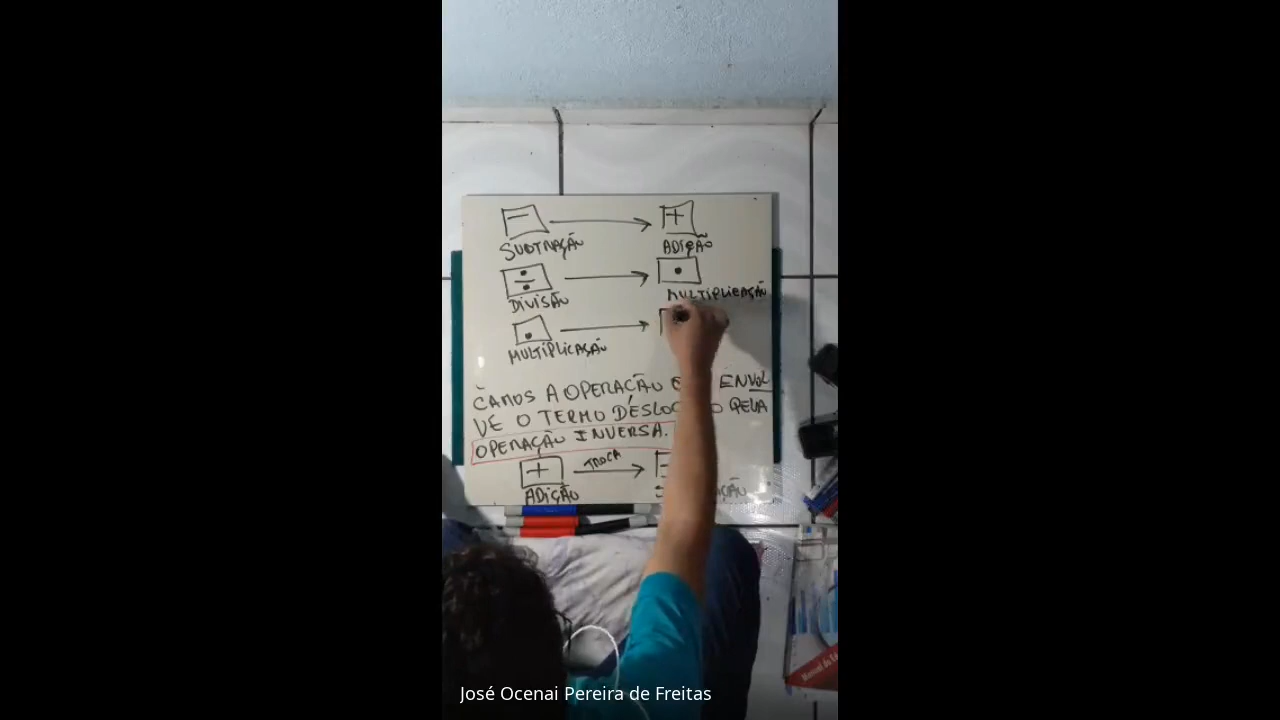 SUBTRAÇÃO
ADIÇÃO
DIVISÃO
MULTIPLICAÇÃO
MULTIPLICAÇÃO
CAMOS A OPERAÇÃO ENVOL
VE O TERMO PELA
OPERAÇÃO INVERSA.
TROCA
ADIÇÃO
José Ocenai Pereira de Freitas